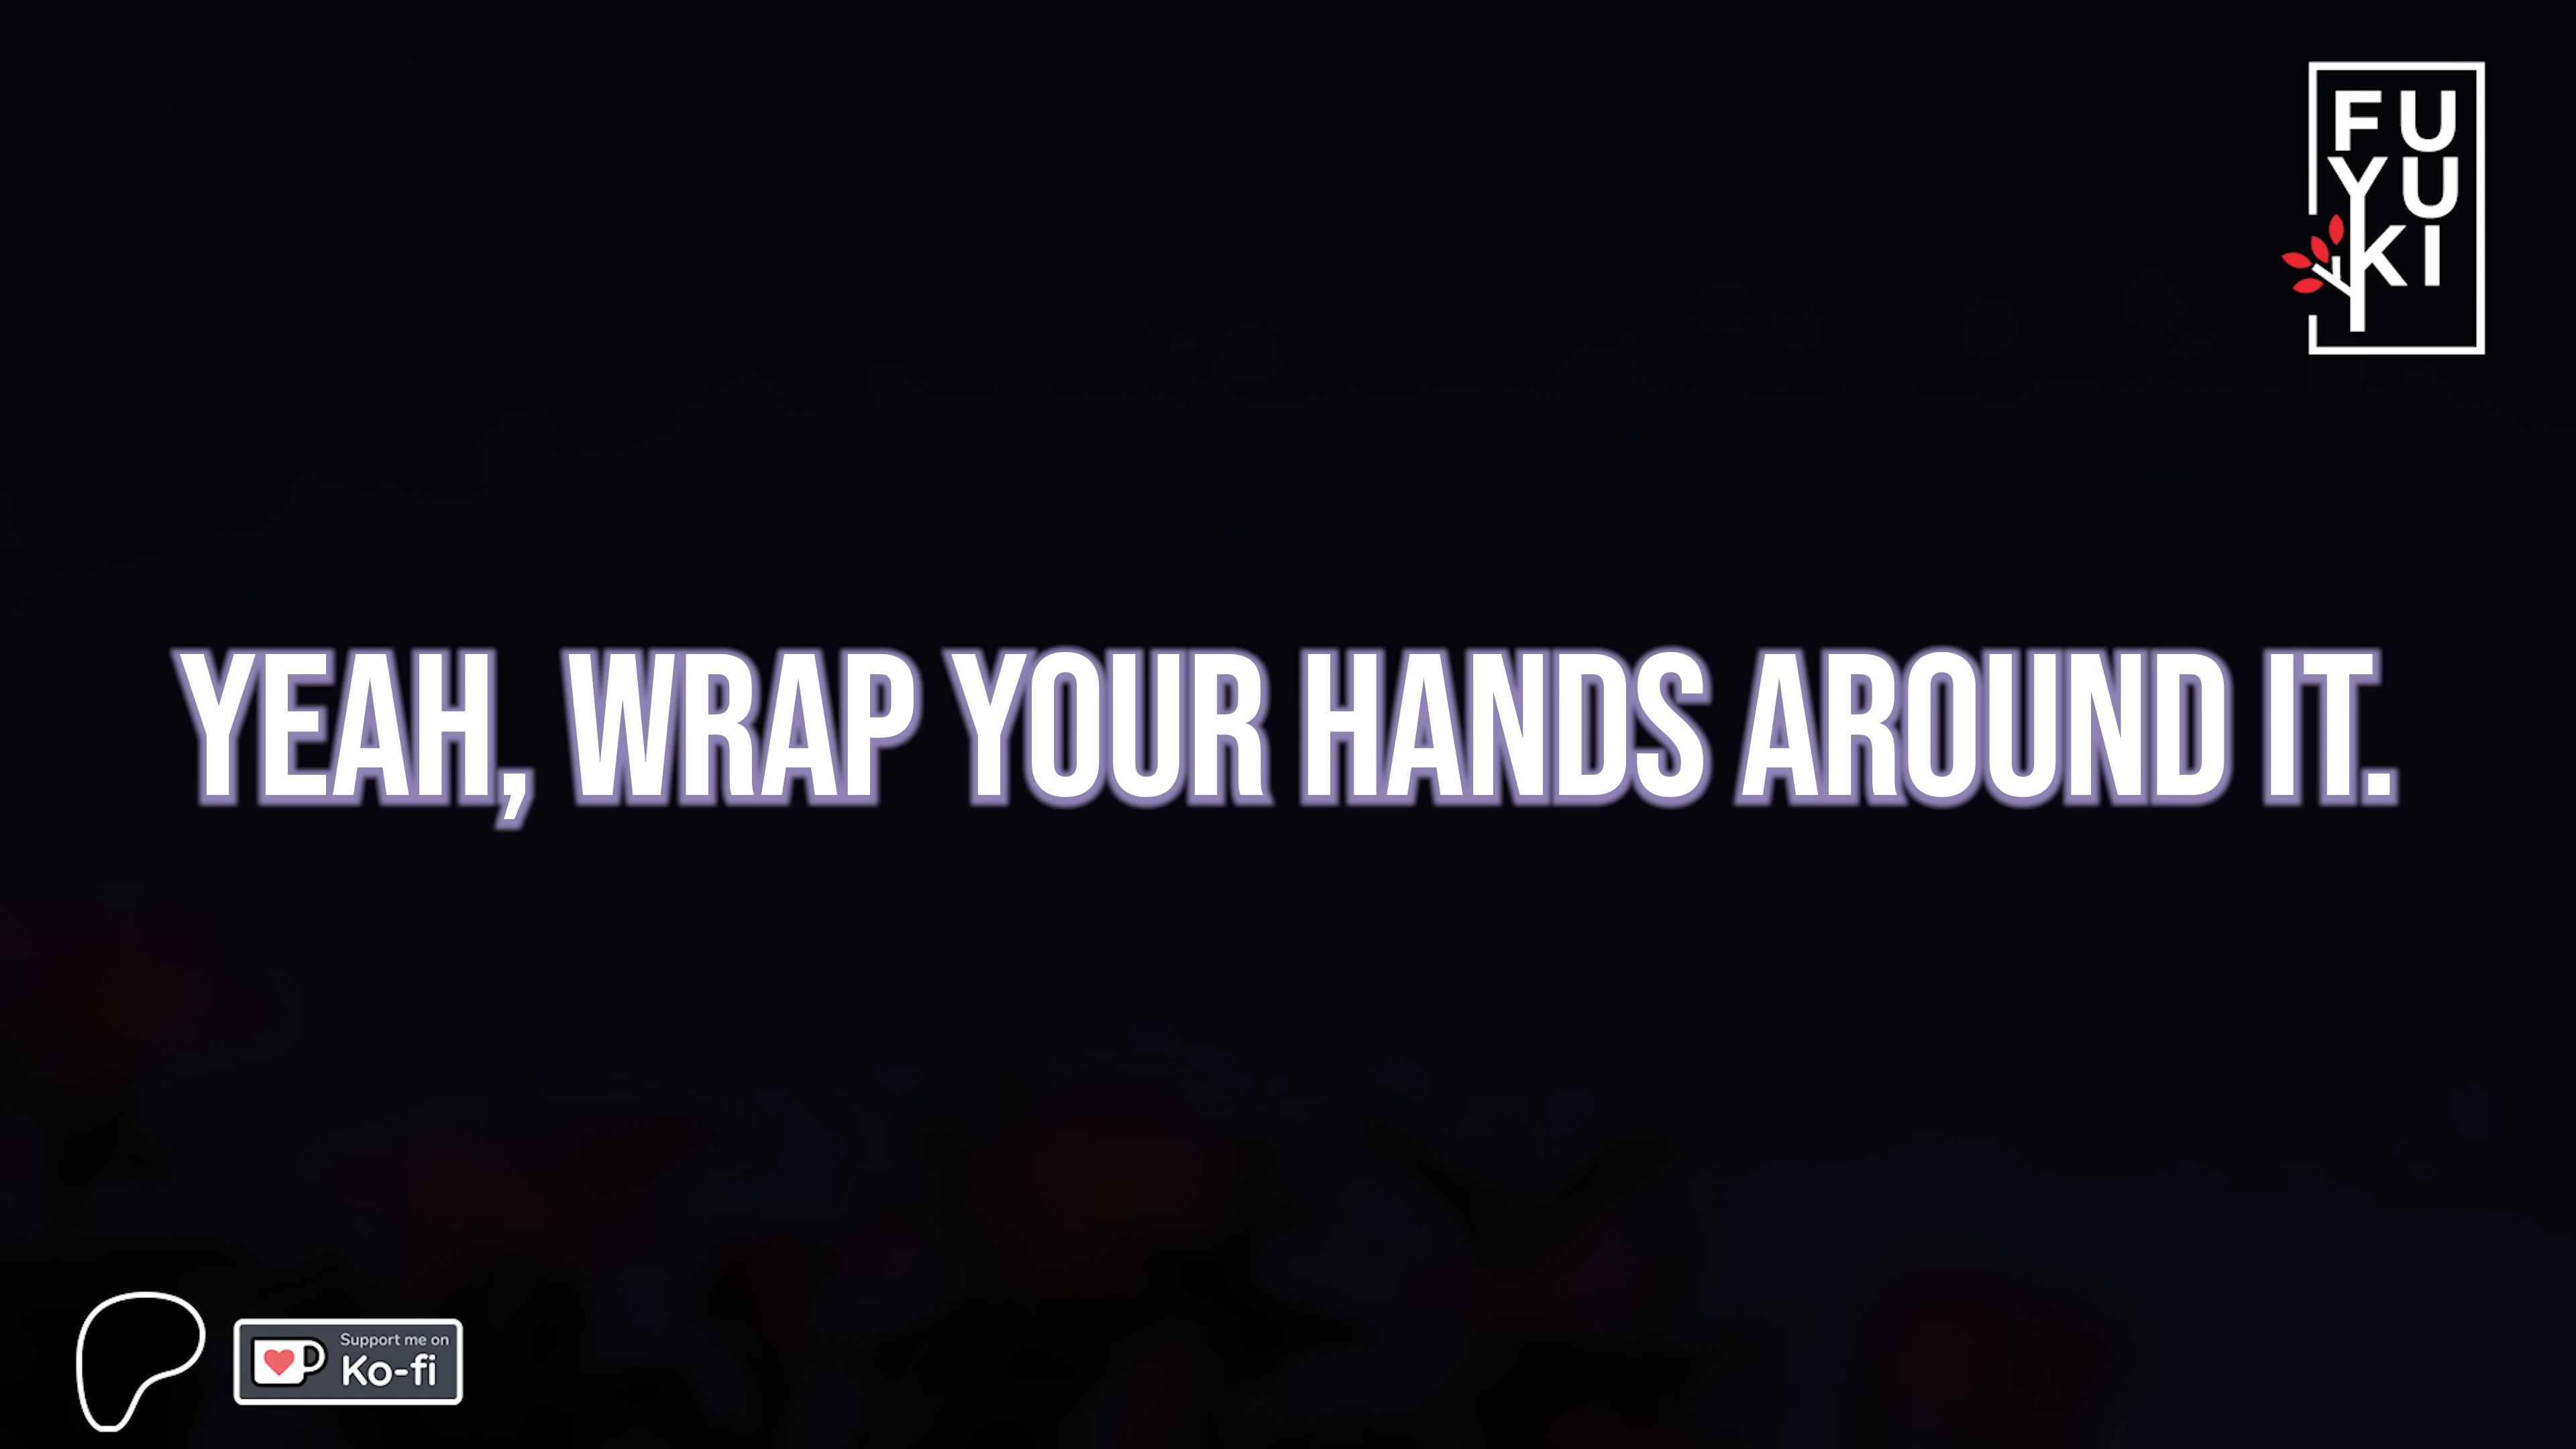 FU
YU
KI
YEAH, WRAP YOUR HANDS AROUND IT.
Support me on
Ko-fi